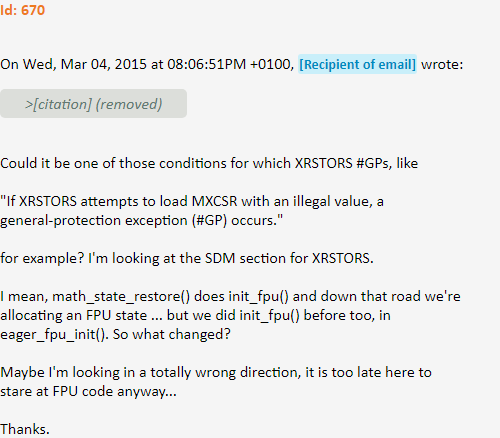 Id: 670
On Wed, Mar 04, 2015 at 08:06:51PM +0100, [Recipient of email] wrote:
>[citation] (removed)
Could it be one of those conditions for which XRSTORS #GPs, like
"If XRSTORS attempts to load MXCSR with an illegal value, a
general-protection exception (#GP) occurs."
for example? I'm looking at the SDM section for XRSTORS.
I mean, math_state_restore() does init_fpu() and down that road we're
allocating an FPU state ... but we did init_fpu() before too, in
eager_fpu_init(). So what changed?
Maybe I'm looking in a totally wrong direction, it is too late here to
stare at FPU code anyway...
Thanks.